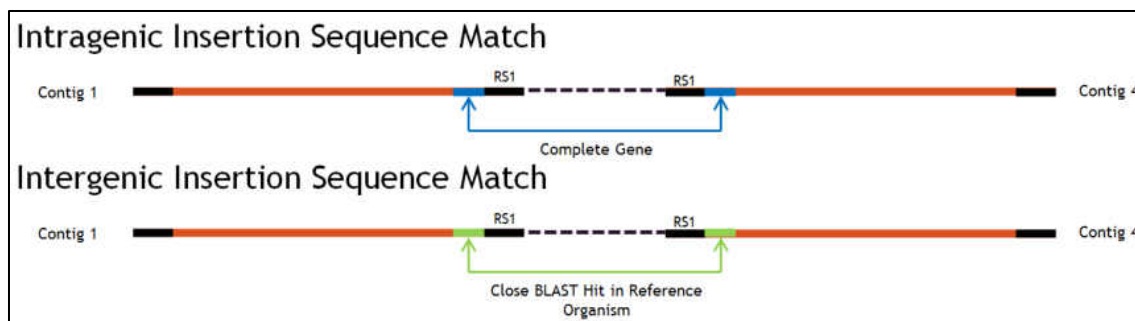 Intragenic Insertion Sequence Match
RS1
RS1
Contig 1
Contig 4
Complete Gene
Intergenic Insertion Sequence Match
RS1
RS1
Contig 1
Contig 4
Close BLAST Hit in Reference
Organism